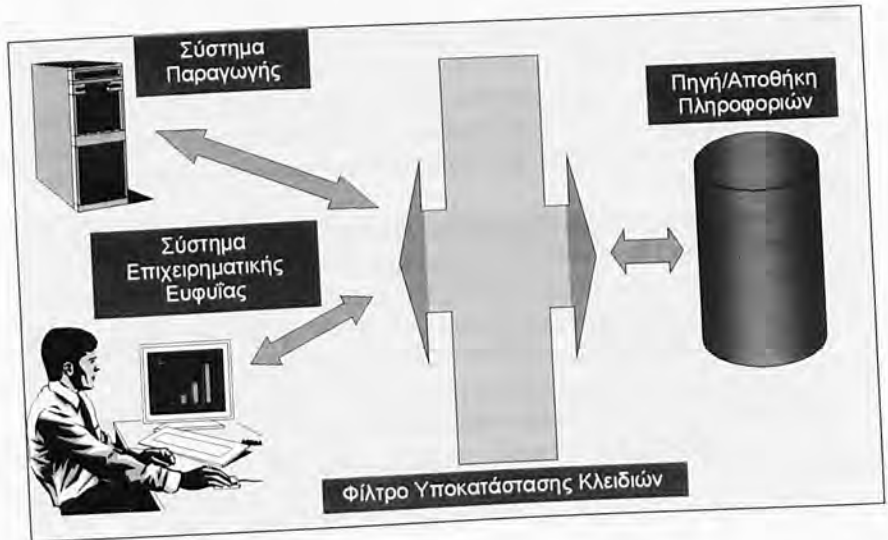 Σύστημα
Παραγωγής
Πηγή/Αποθήκη
Πληροφοριών
Σύστημα
Επιχειρηματικής
Ευφυΐας
Φίλτρο Υποκατάστασης Κλειδιών